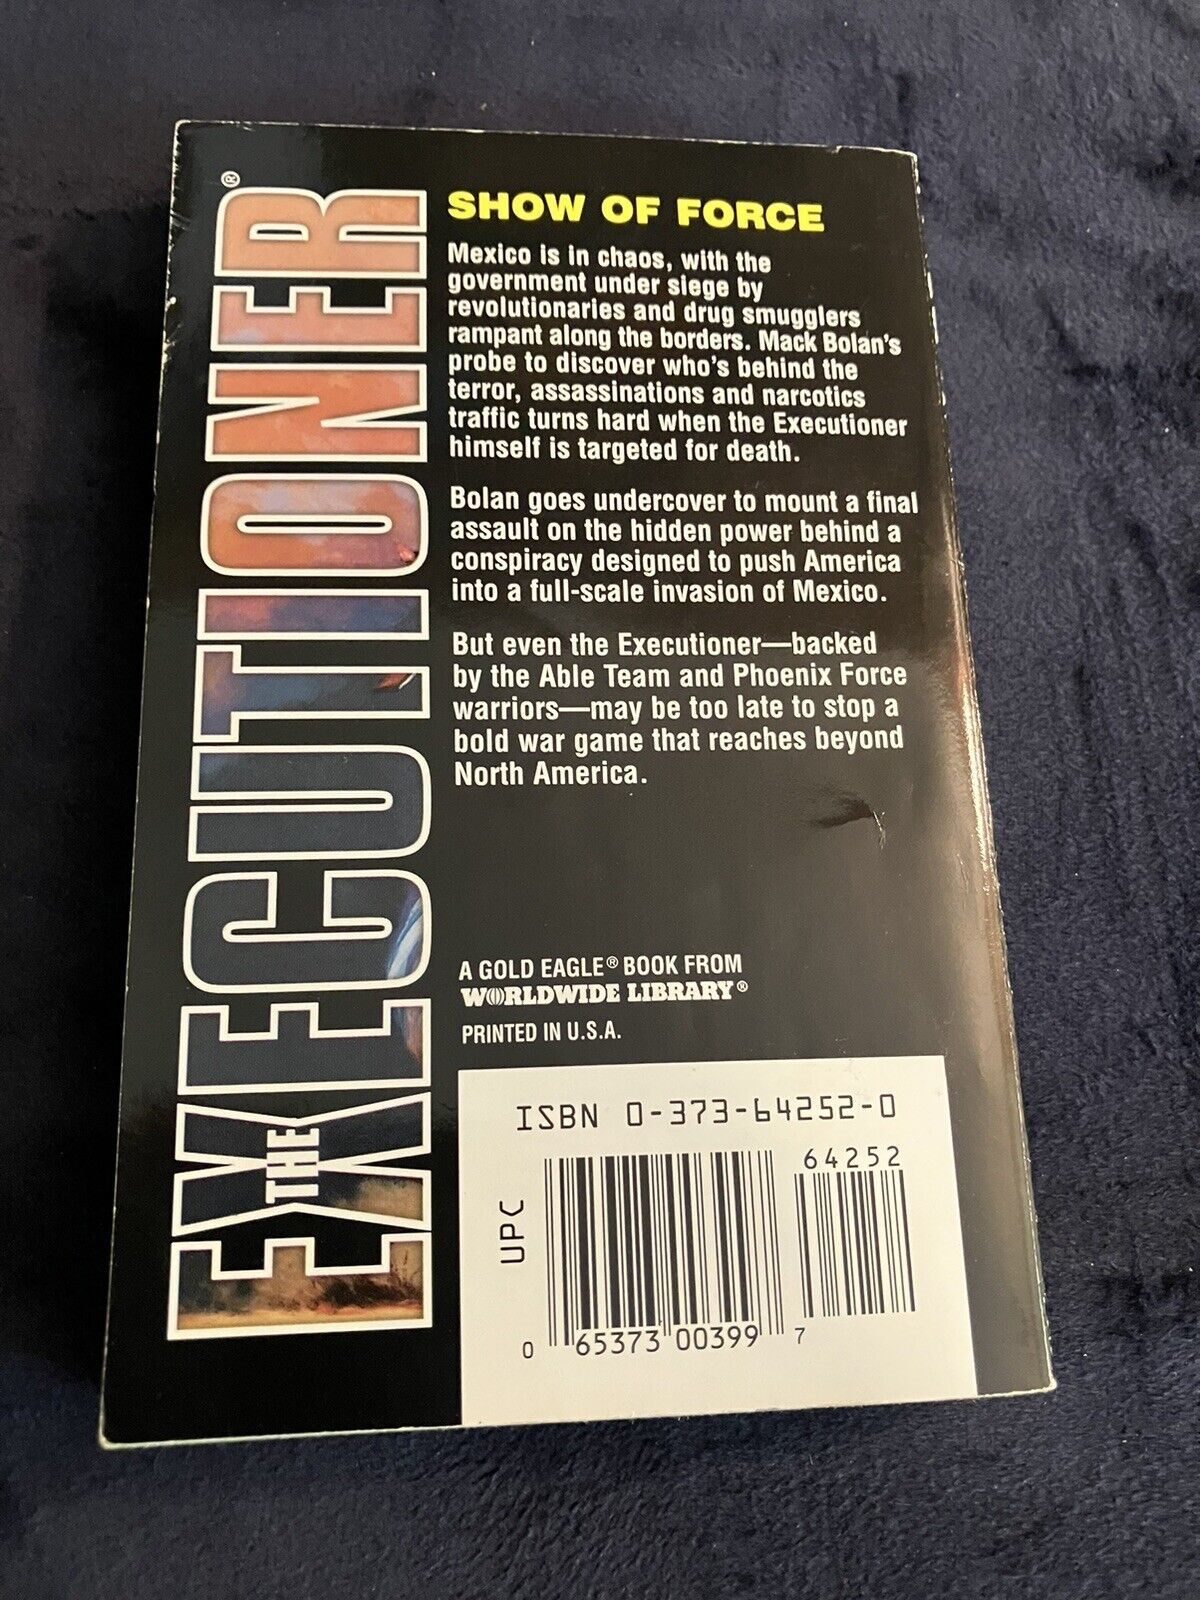 THE
EXECUTIONER®
SHOW OF FORCE
Mexico is in chaos, with the
government under siege by
revolutionaries and drug smugglers
rampant along the borders. Mack Bolan's
probe to discover who's behind the
terror, assassinations and narcotics
traffic turns hard when the Executioner
himself is targeted for death.
Bolan goes undercover to mount a final
assault on the hidden power behind a
conspiracy designed to push America
into a full-scale invasion of Mexico.
But even the Executioner—backed
by the Able Team and Phoenix Force
warriors—may be too late to stop a
bold war game that reaches beyond
North America.
A GOLD EAGLE® BOOK FROM
WORLDWIDE LIBRARY®
PRINTED IN U.S.A.
ISBN 0-373-64252-0
64252
UPC
0 65373 00399 7